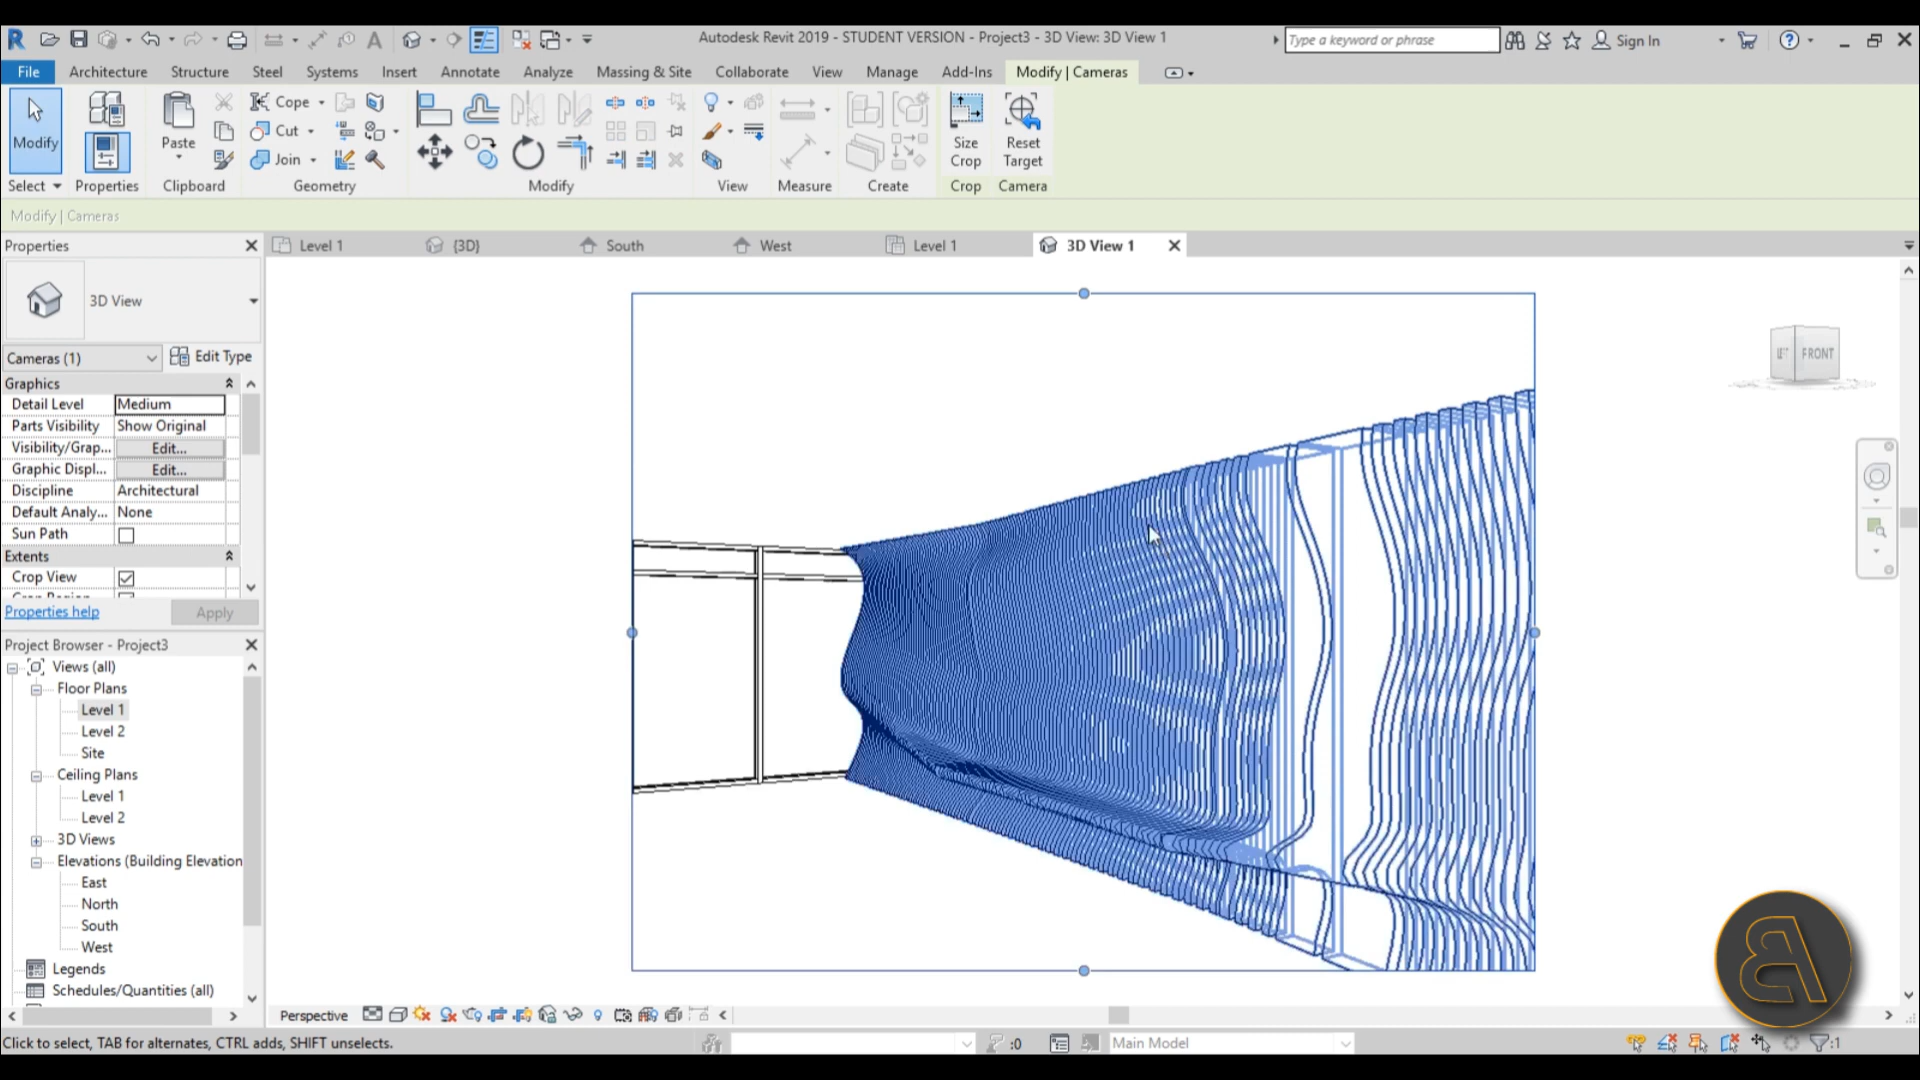 Autodesk Revit 2019 - STUDENT VERSION - Project3 - 3D View: 3D View 1
Type a keyword or phrase
Sign In
File Architecture Structure Steel Systems Insert Annotate Analyze Massing & Site Collaborate View Manage Add-Ins Modify | Cameras
Modify
Paste
Cope
Cut
Join
Size Crop
Reset Target
Select Properties Clipboard Geometry Modify View Measure Create Crop Camera
Modify | Cameras
Properties
Level 1 {3D} South West Level 1 3D View 1
3D View
Cameras (1) Edit Type
Graphics
Detail Level Medium
Parts Visibility Show Original
Visibility/Grap... Edit...
Graphic Displ... Edit...
Discipline Architectural
Default Analy... None
Sun Path
Extents
Crop View
Properties help Apply
Project Browser - Project3
Views (all)
Floor Plans
Level 1
Level 2
Site
Ceiling Plans
Level 1
Level 2
3D Views
Elevations (Building Elevation
East
North
South
West
Legends
Schedules/Quantities (all)
FRONT
Perspective
Click to select, TAB for alternates, CTRL adds, SHIFT unselects.
:0
Main Model
:1